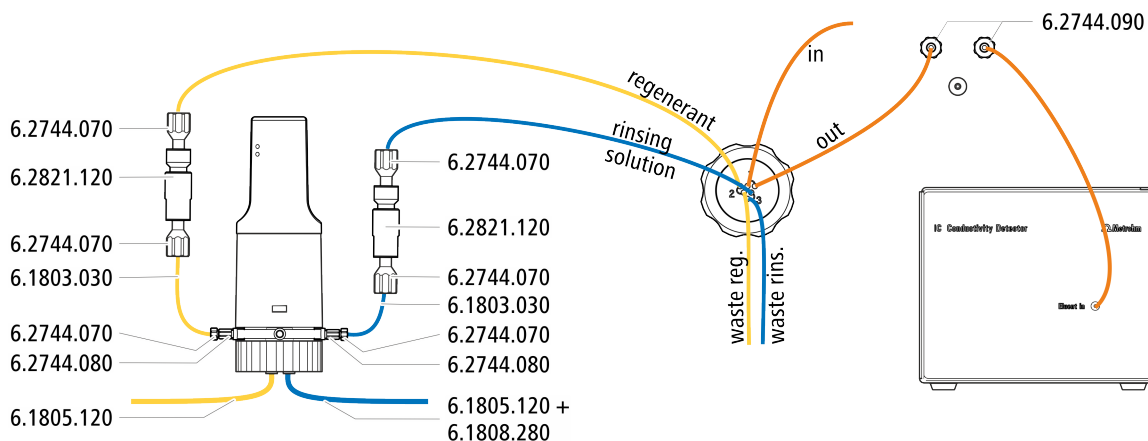 6.2744.090
in
regenerant
rinsing
solution
out
6.2744.070
6.2821.120
6.2744.070
6.1803.030
6.2744.070
6.2744.080
6.1805.120
6.2744.070
6.2821.120
6.2744.070
6.1803.030
6.2744.070
6.2744.080
6.1805.120 +
6.1808.280
2
3
waste reg.
waste rins.
IC Conductivity Detector
Metrohm
Eluent in